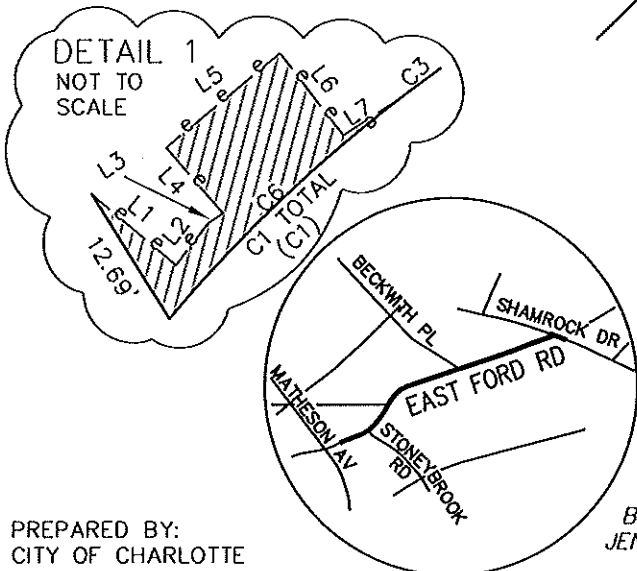 DETAIL 1
NOT TO
SCALE
L5
L6
C3
L7
L3
L4
C6
C1 TOTAL
(C1)
L1
L2
12.69'
e
e
e
e
e
e
e
e
e
BECKWITH PL
SHAMROCK DR
EAST FORD RD
MATHESON AV
STONEYBROOK
RD
PREPARED BY:
CITY OF CHARLOTTE
B
JEN